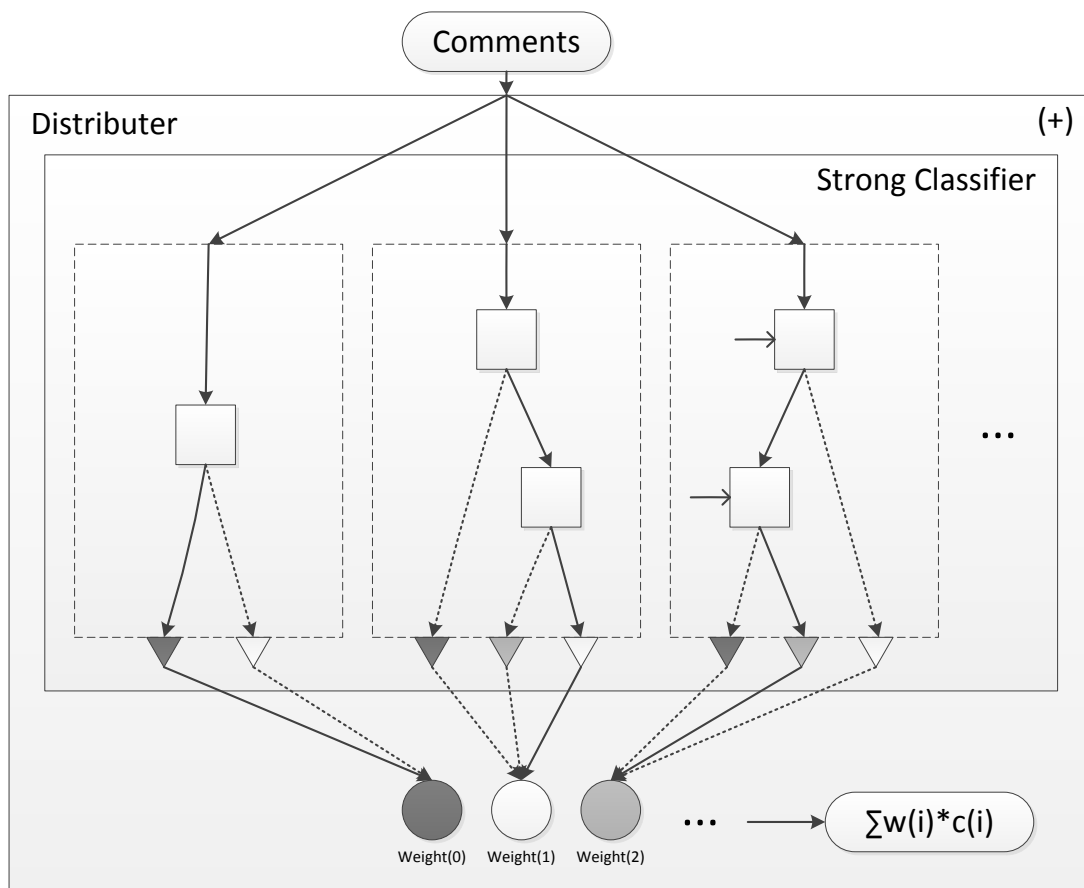 Comments
Distributer
(+)
Strong Classifier
...
Weight(0)
Weight(1)
Weight(2)
...
∑w(i)*c(i)